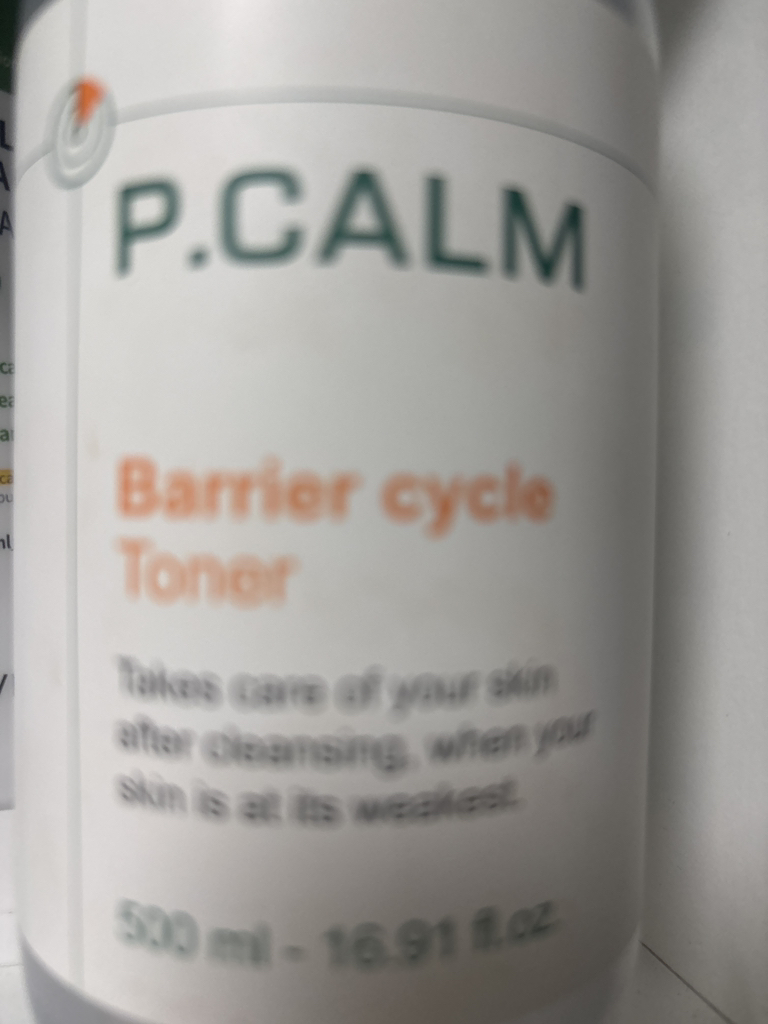 P.CALM
Barrier cycle
Toner
Takes care of your skin
after cleansing, when your
skin is at its weakest.
500 ml - 16.91 fl.oz